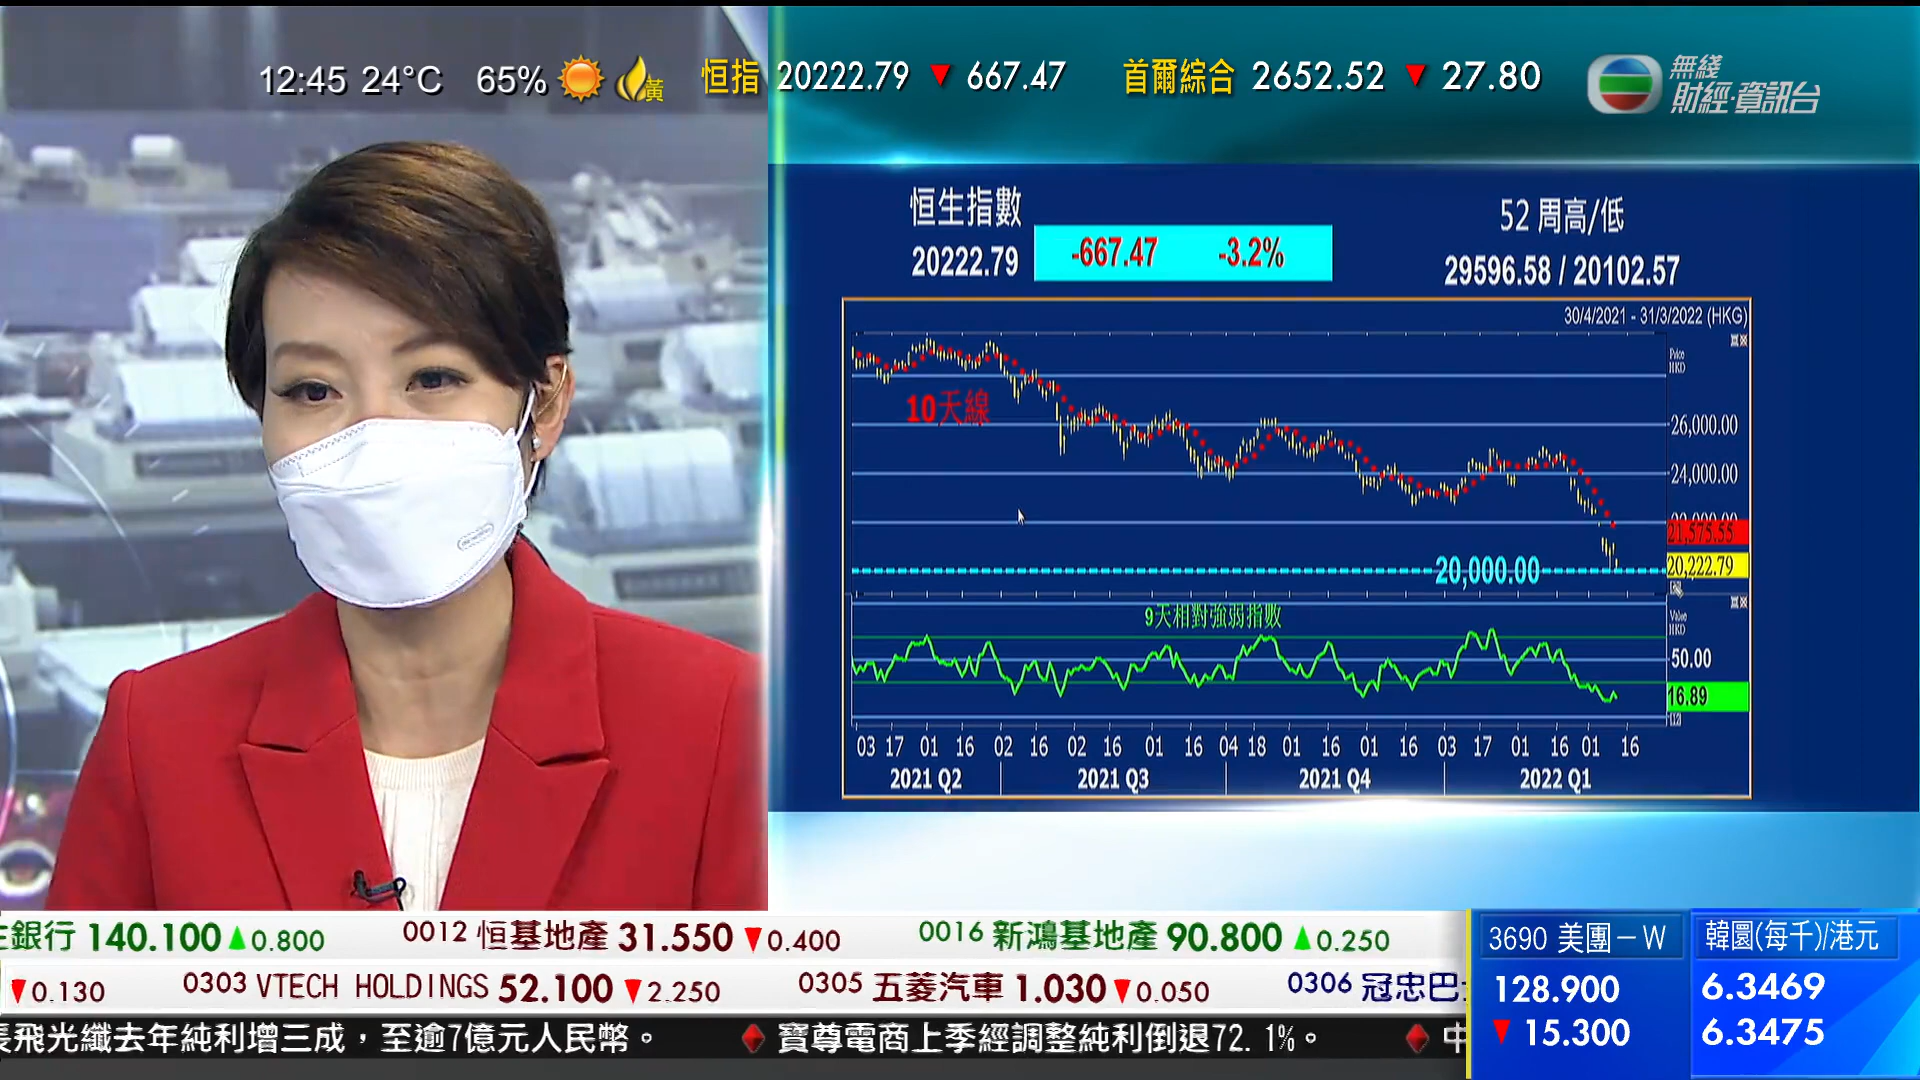 12:45 24°C 65% 黃 恒指 20222.79 ▼ 667.47 首爾綜合 2652.52 ▼ 27.80
無綫
財經·資訊台
恒生指數
20222.79
-667.47 -3.2%
52 周高/低
29596.58 / 20102.57
30/4/2021 - 31/3/2022 (HKG)
Price
HKD
10天線
26,000.00
24,000.00
21,575.55
20,000.00
20,222.79
9天相對強弱指數
Value
HKD
50.00
16.89
03 17 01 16 02 16 02 16 01 16 04 18 01 16 01 16 03 17 01 16 01 16
2021 Q2 2021 Q3 2021 Q4 2022 Q1
銀行 140.100 ▲ 0.800 0012 恒基地產 31.550 ▼ 0.400 0016 新鴻基地產 90.800 ▲ 0.250
▼ 0.130 0303 VTECH HOLDINGS 52.100 ▼ 2.250 0305 五菱汽車 1.030 ▼ 0.050 0306 冠忠巴
飛光纖去年純利增三成，至逾7億元人民幣。 寶尊電商上季經調整純利倒退72.1%。 中
3690 美團－W
128.900
▼ 15.300
韓圜(每千)/港元
6.3469
6.3475